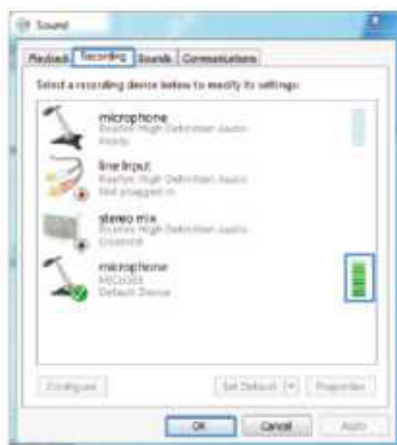 Sound
Playback Recording Sounds Communications
Select a recording device below to modify its settings:
microphone
Realtek High Definition Audio
Ready
line Input
Realtek High Definition Audio
Not plugged in
stereo mix
Realtek High Definition Audio
Disabled
microphone
Default Device
Configure Set Default Properties
OK Cancel Apply